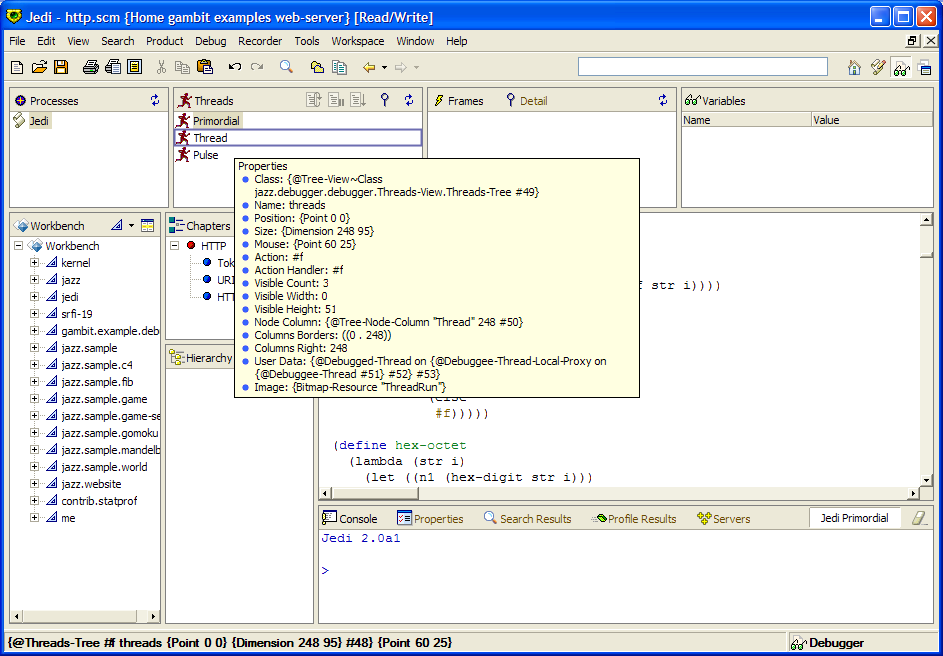 Jedi - http.scm {Home gambit examples web-server} [Read/Write]
File Edit View Search Product Debug Recorder Tools Workspace Window Help
Processes
Jedi
Threads
Primordial
Thread
Pulse
Frames Detail
Variables
Name Value
Properties
Class: {@Tree-View~Class
jazz.debugger.debugger.Threads-View.Threads-Tree #49}
Name: threads
Position: {Point 0 0}
Size: {Dimension 248 95}
Mouse: {Point 60 25}
Action: #f
Action Handler: #f
Visible Count: 3
Visible Width: 0
Visible Height: 51
Node Column: {@Tree-Node-Column "Thread" 248 #50}
Columns Borders: ((0 . 248))
Columns Right: 248
User Data: {@Debugged-Thread on {@Debuggee-Thread-Local-Proxy on
{@Debuggee-Thread #51} #52} #53}
Image: {Bitmap-Resource "ThreadRun"}
Workbench
Workbench
kernel
jazz
jedi
srfi-19
gambit.example.deb
jazz.sample
jazz.sample.c4
jazz.sample.fib
jazz.sample.game
jazz.sample.game-se
jazz.sample.gomoku
jazz.sample.mandelb
jazz.sample.world
jazz.website
contrib.statprof
me
Chapters
HTTP
Tok
URI
HTT
Hierarchy
str i))))
#f)))))
(define hex-octet
(lambda (str i)
(let ((n1 (hex-digit str i)))
Console Properties Search Results Profile Results Servers Jedi Primordial
Jedi 2.0a1
>
{@Threads-Tree #f threads {Point 0 0} {Dimension 248 95} #48} {Point 60 25} Debugger